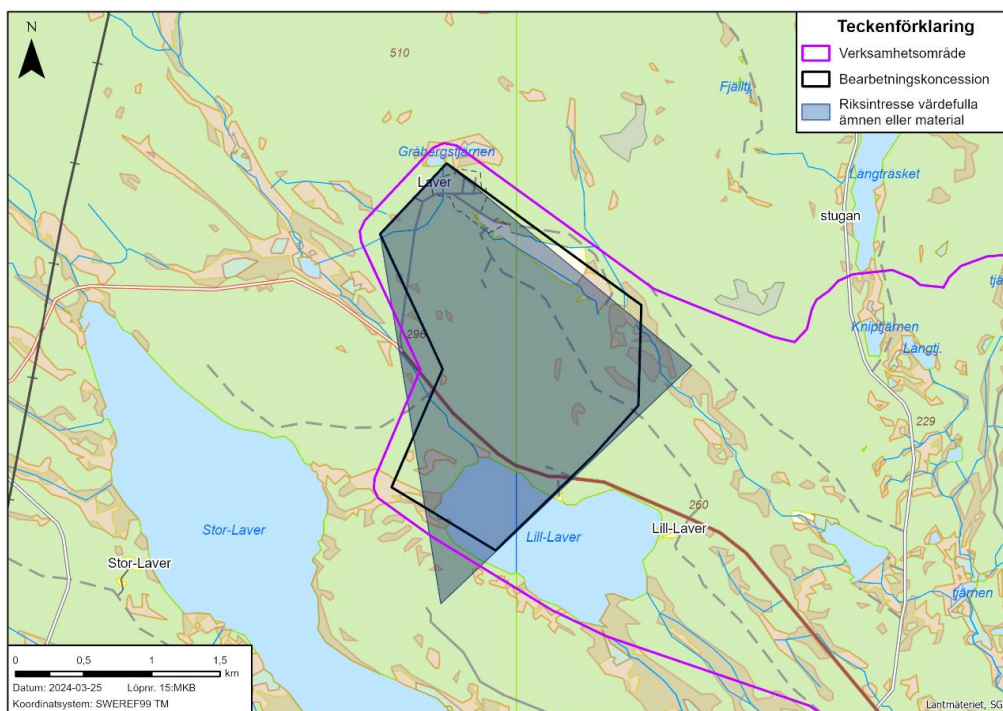 Teckenförklaring
Verksamhetsområde
Bearbetningskoncession
Riksintresse värdefulla
ämnen eller material
N
510
Fjälltj.
Gråbergstjärnen
Laver
Långträsket
stugan
tjä
296
Kniptjärnen
Långtj.
229
260
Stor-Laver
Lill-Laver
Lill-Laver
Stor-Laver
tjärnen
0 0,5 1 1,5
km
Datum: 2024-03-25 Löpnr. 15:MKB
Koordinatsystem: SWEREF99 TM
Lantmäteriet, SG